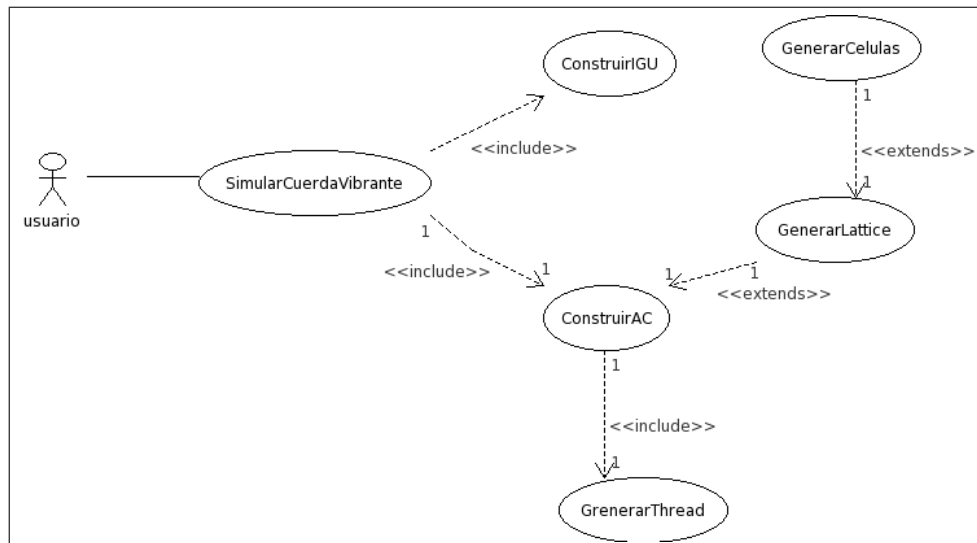 GenerarCelulas
ConstruirIGU
1
<<include>>
<<extends>>
SimularCuerdaVibrante
1
usuario
GenerarLattice
1
<<include>>
1
1
1
<<extends>>
ConstruirAC
1
<<include>>
1
GrenerarThread